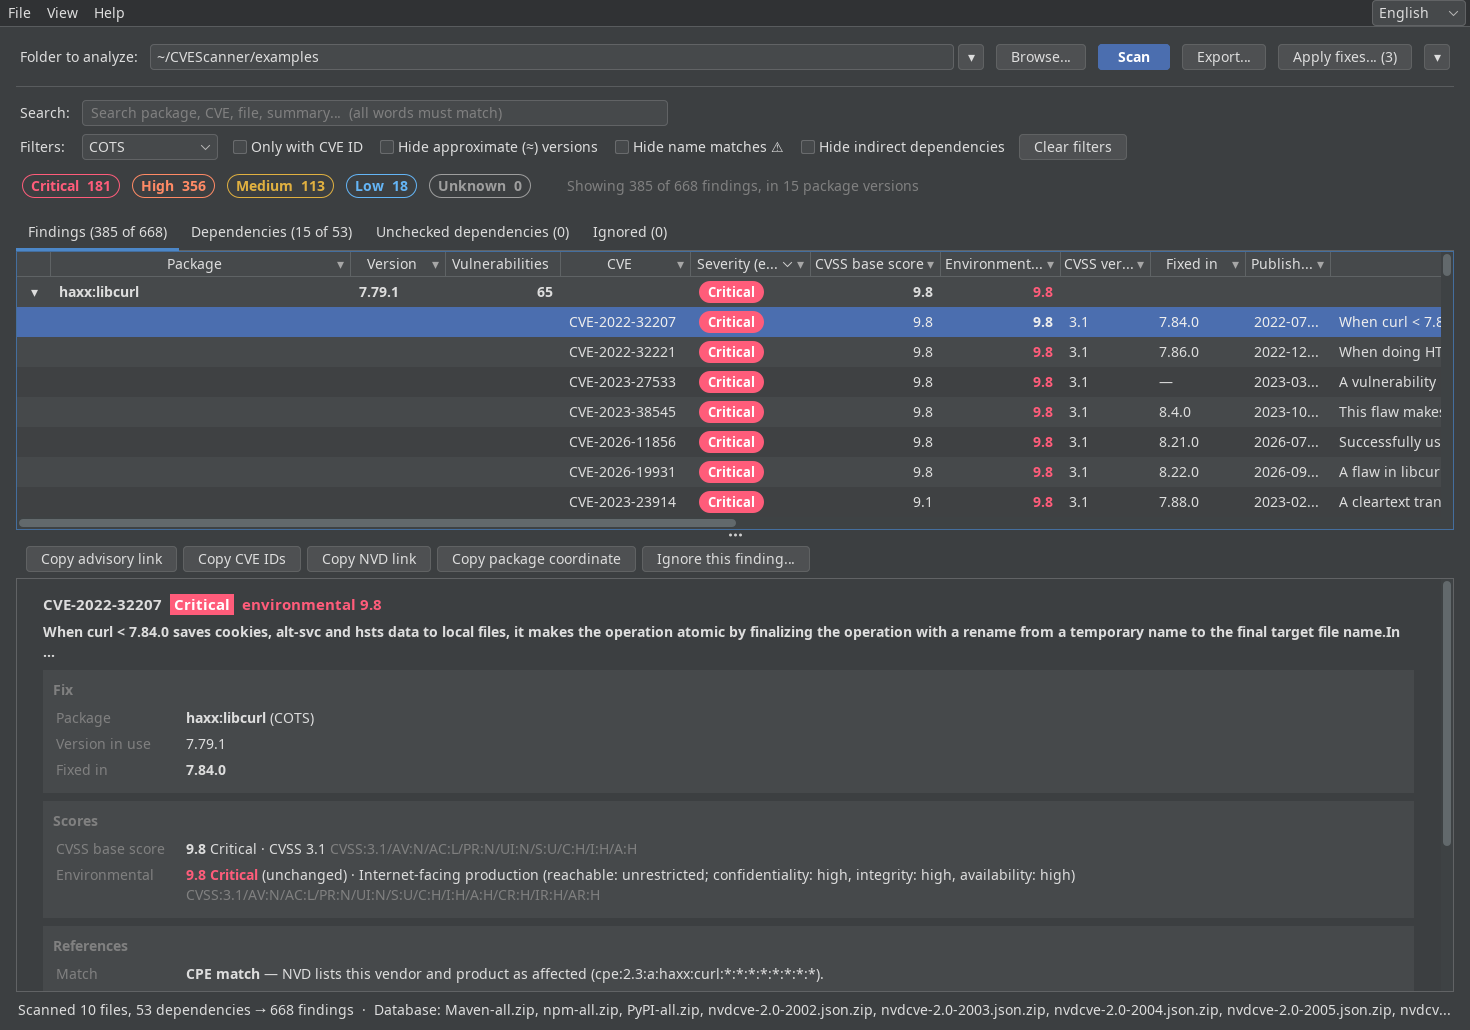 File View Help English
Folder to analyze: ~/CVEScanner/examples ▾ Browse... Scan Export... Apply fixes... (3) ▾
Search: Search package, CVE, file, summary... (all words must match)
Filters: COTS Only with CVE ID Hide approximate (≈) versions Hide name matches ⚠ Hide indirect dependencies Clear filters
Critical 181 High 356 Medium 113 Low 18 Unknown 0 Showing 385 of 668 findings, in 15 package versions
Findings (385 of 668) Dependencies (15 of 53) Unchecked dependencies (0) Ignored (0)
Package ▾ Version ▾ Vulnerabilities CVE ▾ Severity (e... ▾ CVSS base score ▾ Environment... ▾ CVSS ver... ▾ Fixed in ▾ Publish... ▾
▾ haxx:libcurl 7.79.1 65 Critical 9.8 9.8
CVE-2022-32207 Critical 9.8 9.8 3.1 7.84.0 2022-07... When curl < 7.8
CVE-2022-32221 Critical 9.8 9.8 3.1 7.86.0 2022-12... When doing HT
CVE-2023-27533 Critical 9.8 9.8 3.1 — 2023-03... A vulnerability
CVE-2023-38545 Critical 9.8 9.8 3.1 8.4.0 2023-10... This flaw makes
CVE-2026-11856 Critical 9.8 9.8 3.1 8.21.0 2026-07... Successfully us
CVE-2026-19931 Critical 9.8 9.8 3.1 8.22.0 2026-09... A flaw in libcur
CVE-2023-23914 Critical 9.1 9.8 3.1 7.88.0 2023-02... A cleartext tran
Copy advisory link Copy CVE IDs Copy NVD link Copy package coordinate Ignore this finding...
CVE-2022-32207 Critical environmental 9.8
When curl < 7.84.0 saves cookies, alt-svc and hsts data to local files, it makes the operation atomic by finalizing the operation with a rename from a temporary name to the final target file name.In
...
Fix
Package haxx:libcurl (COTS)
Version in use 7.79.1
Fixed in 7.84.0
Scores
CVSS base score 9.8 Critical · CVSS 3.1 CVSS:3.1/AV:N/AC:L/PR:N/UI:N/S:U/C:H/I:H/A:H
Environmental 9.8 Critical (unchanged) · Internet-facing production (reachable: unrestricted; confidentiality: high, integrity: high, availability: high)
CVSS:3.1/AV:N/AC:L/PR:N/UI:N/S:U/C:H/I:H/A:H/CR:H/IR:H/AR:H
References
Match CPE match — NVD lists this vendor and product as affected (cpe:2.3:a:haxx:curl:*:*:*:*:*:*:*:*).
Scanned 10 files, 53 dependencies → 668 findings · Database: Maven-all.zip, npm-all.zip, PyPI-all.zip, nvdcve-2.0-2002.json.zip, nvdcve-2.0-2003.json.zip, nvdcve-2.0-2004.json.zip, nvdcve-2.0-2005.json.zip, nvdcv...